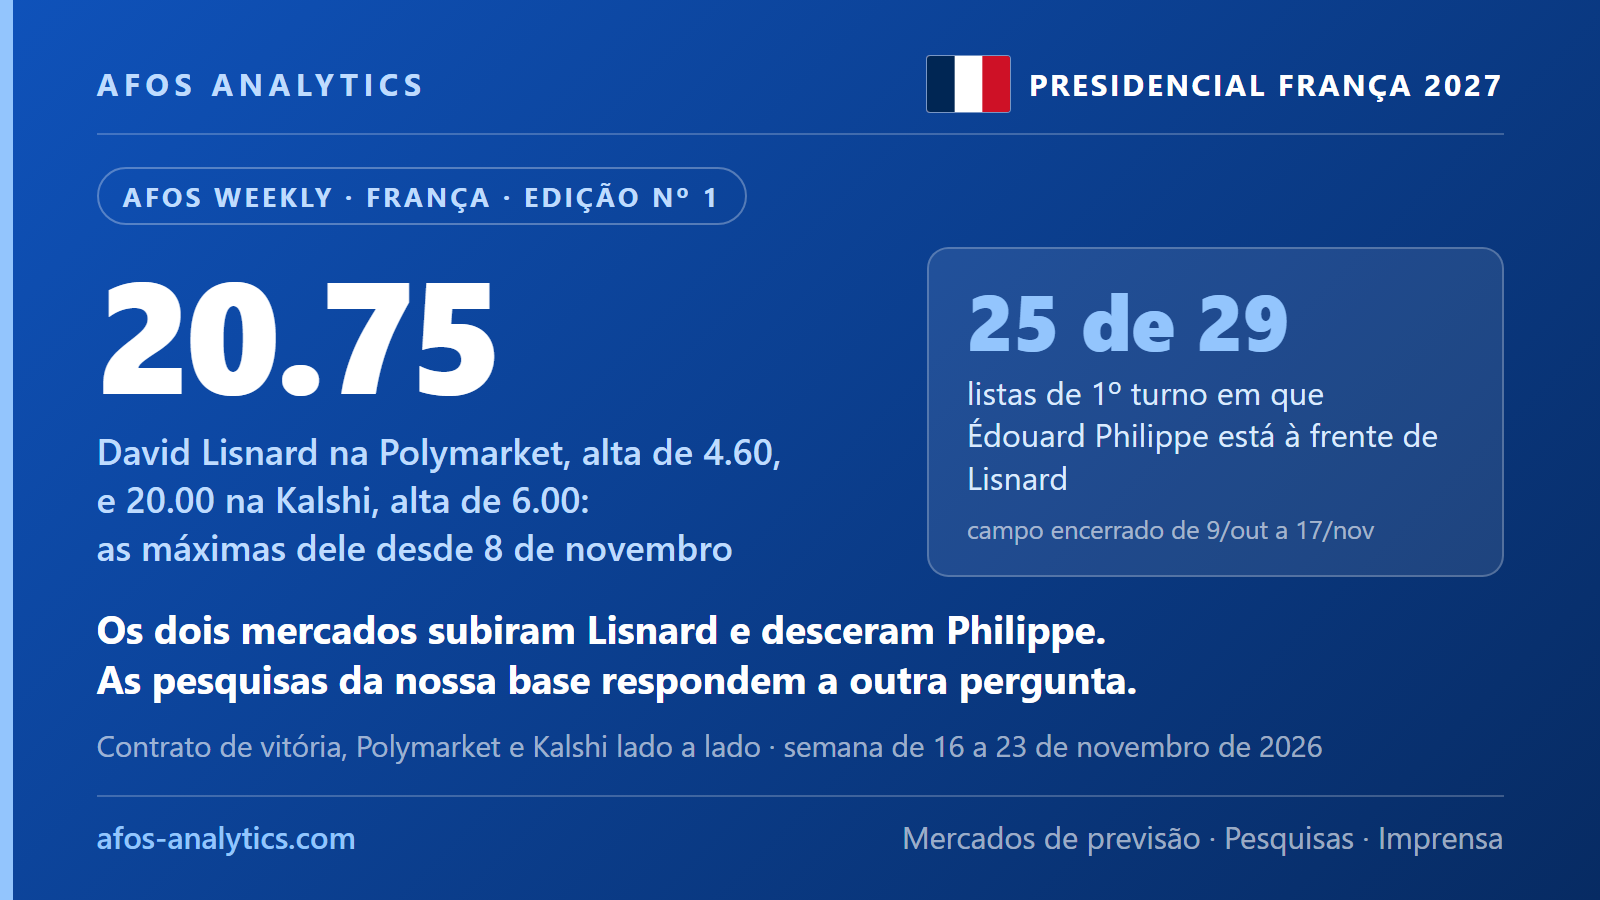 AFOS ANALYTICS
PRESIDENCIAL FRANÇA 2027
AFOS WEEKLY · FRANÇA · EDIÇÃO Nº 1
20.75
David Lisnard na Polymarket, alta de 4.60,
e 20.00 na Kalshi, alta de 6.00:
as máximas dele desde 8 de novembro
25 de 29
listas de 1º turno em que
Édouard Philippe está à frente de
Lisnard
campo encerrado de 9/out a 17/nov
Os dois mercados subiram Lisnard e desceram Philippe.
As pesquisas da nossa base respondem a outra pergunta.
Contrato de vitória, Polymarket e Kalshi lado a lado · semana de 16 a 23 de novembro de 2026
afos-analytics.com
Mercados de previsão · Pesquisas · Imprensa